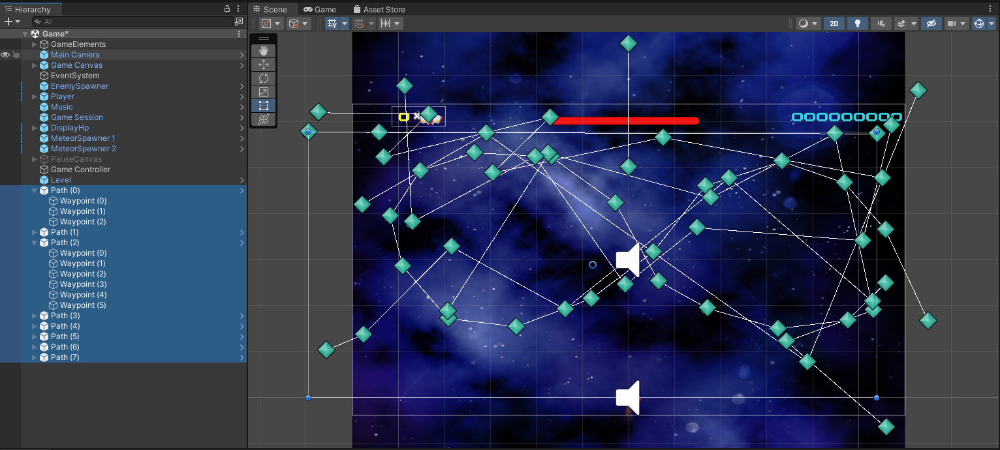 Hierarchy
All
Game*
GameElements
Main Camera
Game Canvas
EventSystem
EnemySpawner
Player
Music
Game Session
DisplayHp
MeteorSpawner 1
MeteorSpawner 2
PauseCanvas
Game Controller
Level
Path (0)
Waypoint (0)
Waypoint (1)
Waypoint (2)
Path (1)
Path (2)
Waypoint (0)
Waypoint (1)
Waypoint (2)
Waypoint (3)
Waypoint (4)
Waypoint (5)
Path (3)
Path (4)
Path (5)
Path (6)
Path (7)
Scene Game Asset Store
2D